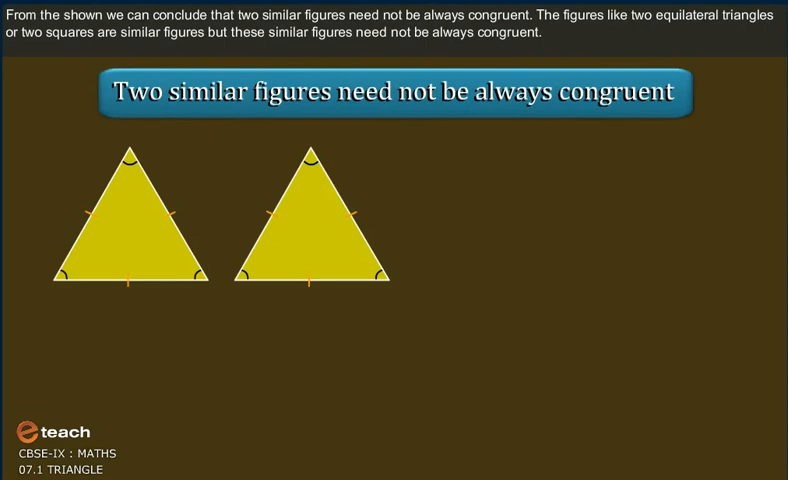 From the shown we can conclude that two similar figures need not be always congruent. The figures like two equilateral triangles
or two squares are similar figures but these similar figures need not be always congruent.
Two similar figures need not be always congruent
e teach
CBSE-IX : MATHS
07.1 TRIANGLE